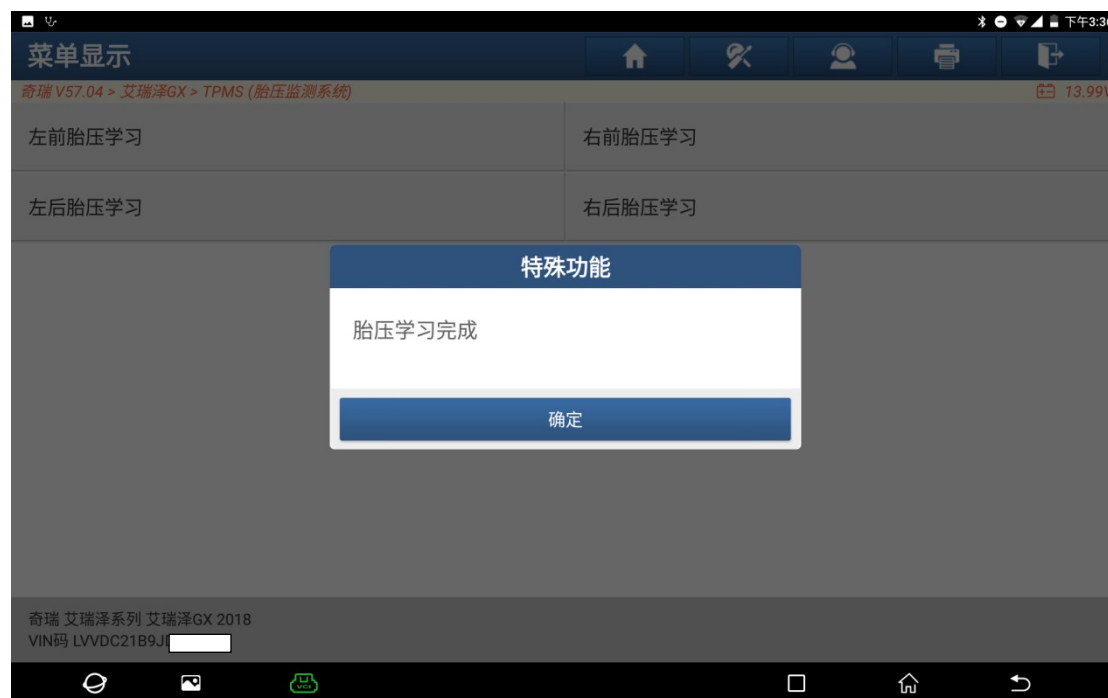 下午3:3
菜单显示
奇瑞 V57.04 > 艾瑞泽GX > TPMS (胎压监测系统)
13.99V
左前胎压学习
右前胎压学习
左后胎压学习
右后胎压学习
特殊功能
胎压学习完成
确定
奇瑞 艾瑞泽系列 艾瑞泽GX 2018
VIN码 LVVDC21B9J
VCI